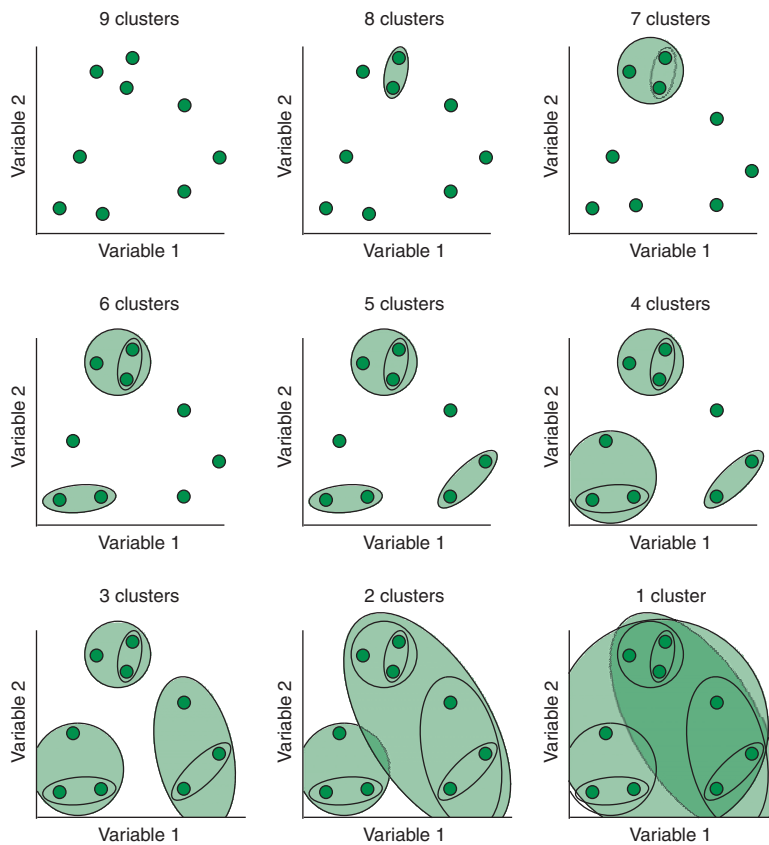 9 clusters
8 clusters
7 clusters
Variable 2
Variable 2
Variable 2
Variable 1
Variable 1
Variable 1
6 clusters
5 clusters
4 clusters
Variable 2
Variable 2
Variable 2
Variable 1
Variable 1
Variable 1
3 clusters
2 clusters
1 cluster
Variable 2
Variable 2
Variable 2
Variable 1
Variable 1
Variable 1